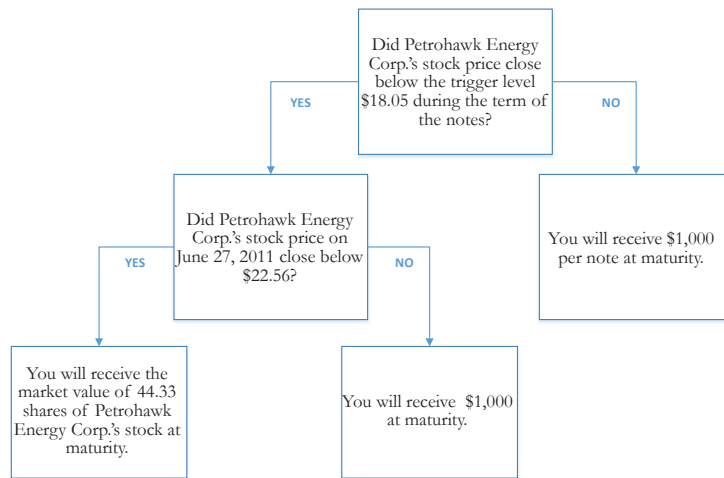 Did Petrohawk Energy
Corp.'s stock price close
below the trigger level
$18.05 during the term of
the notes?
YES
NO
Did Petrohawk Energy
Corp.'s stock price on
June 27, 2011 close below
$22.56?
You will receive $1,000
per note at maturity.
YES
NO
You will receive the
market value of 44.33
shares of Petrohawk
Energy Corp.'s stock at
maturity.
You will receive $1,000
at maturity.